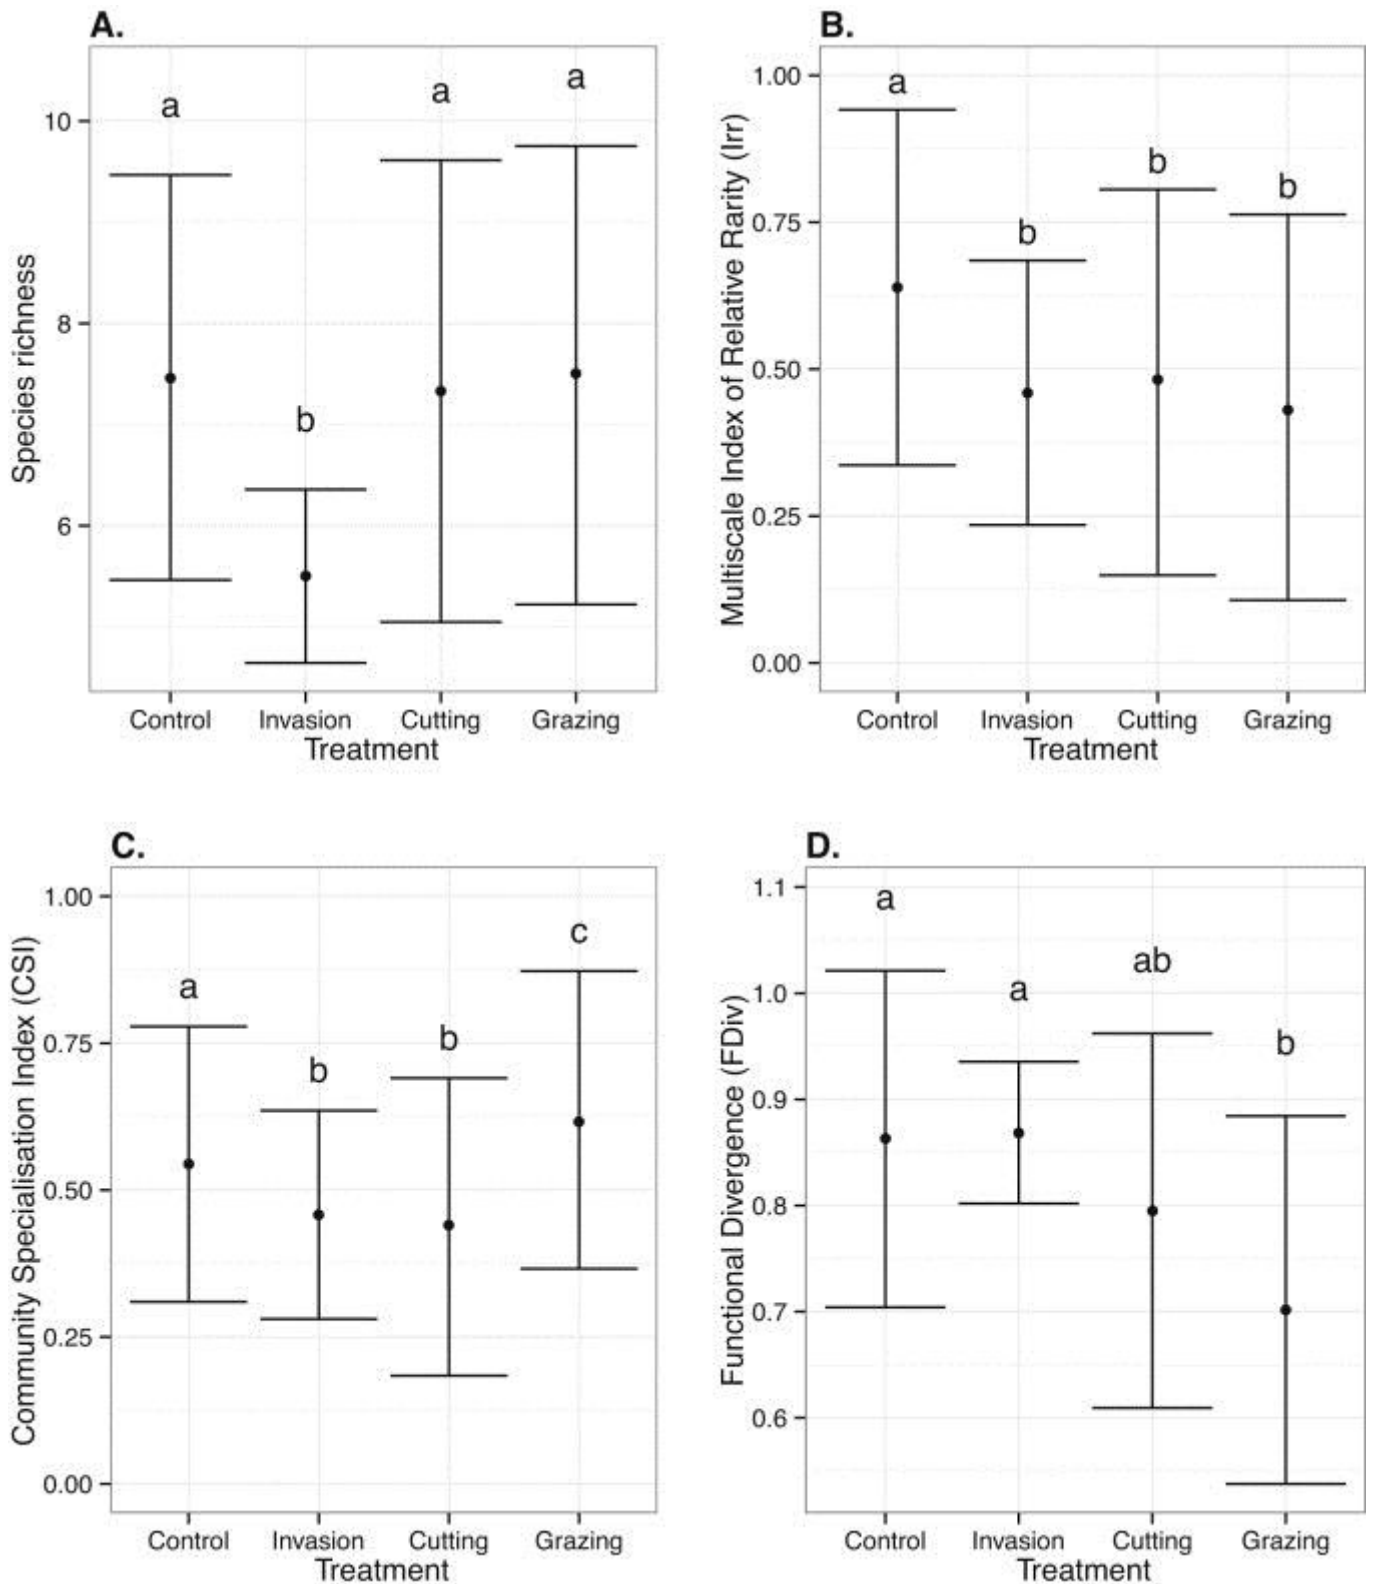 A.
Species richness
10
8
6
a
b
a
a
Control Invasion Cutting Grazing
Treatment
B.
Multiscale Index of Relative Rarity (Irr)
1.00
0.75
0.50
0.25
0.00
a
b
b
b
Control Invasion Cutting Grazing
Treatment
C.
Community Specialisation Index (CSI)
1.00
0.75
0.50
0.25
0.00
a
b
b
c
Control Invasion Cutting Grazing
Treatment
D.
Functional Divergence (FDiv)
1.1
1.0
0.9
0.8
0.7
0.6
a
a
ab
b
Control Invasion Cutting Grazing
Treatment